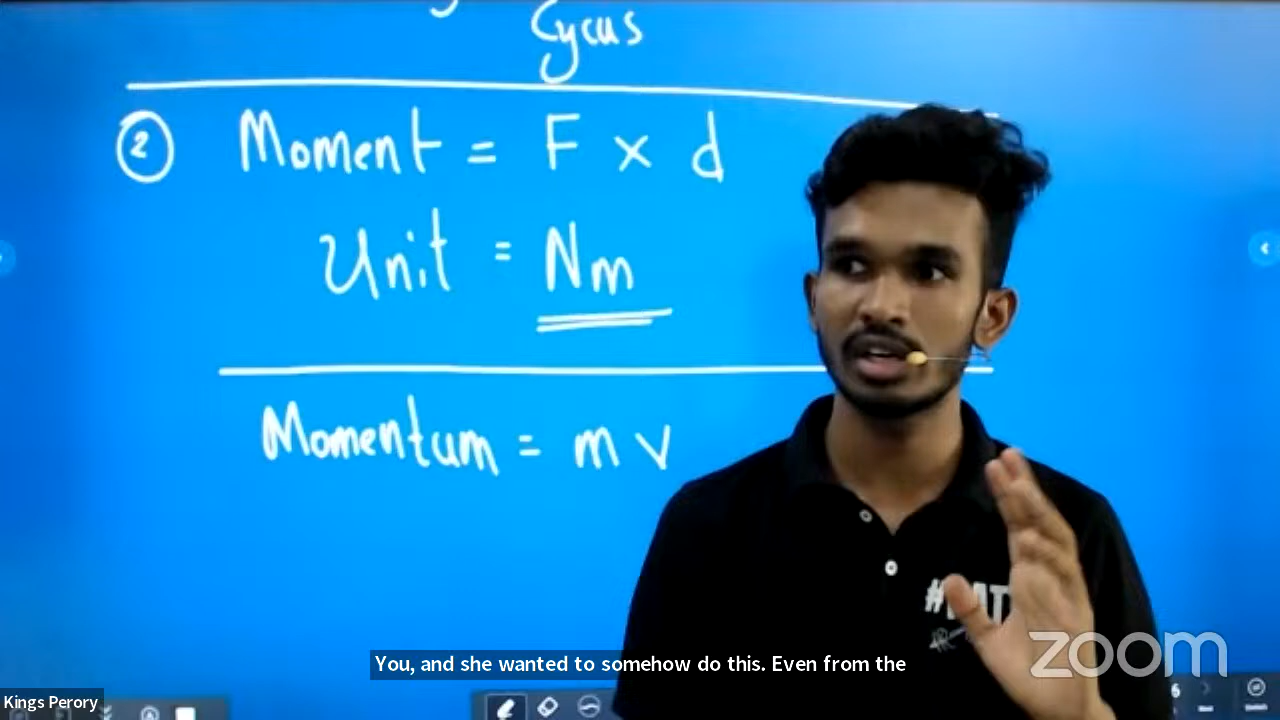 Cycus
② Moment = F x d
Unit = Nm
Momentum = m v
zoom
You, and she wanted to somehow do this. Even from the
Kings Perory